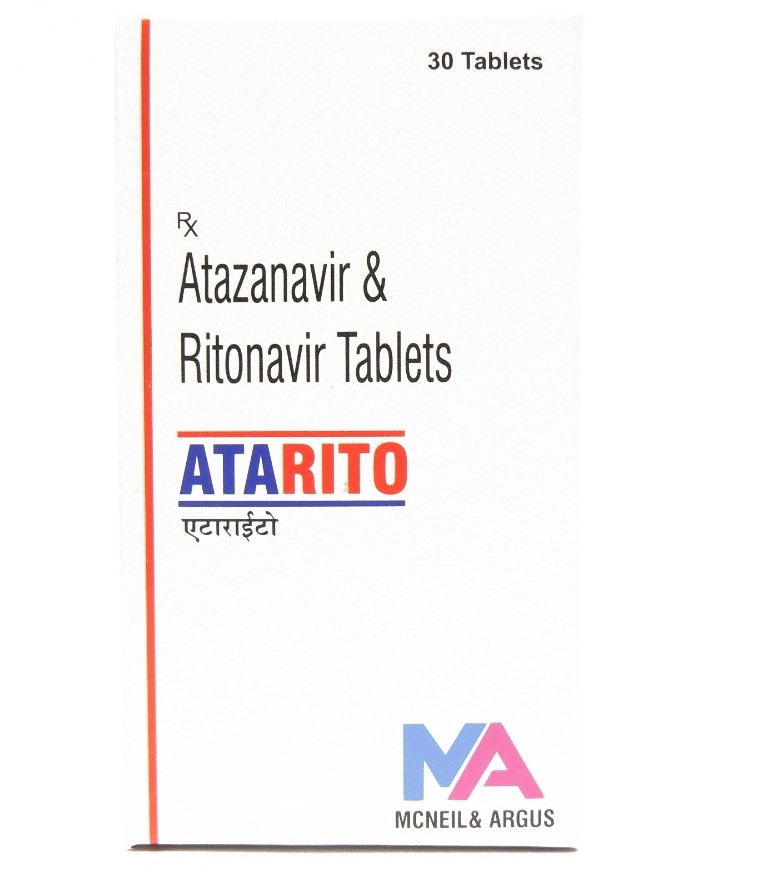 30 Tablets
Rx
Atazanavir &
Ritonavir Tablets
ATARITO
एटाराईटो
MA
MCNEIL & ARGUS